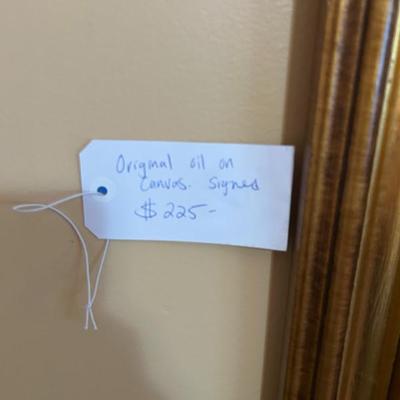 Original oil on
Canvas. Signed
$225-